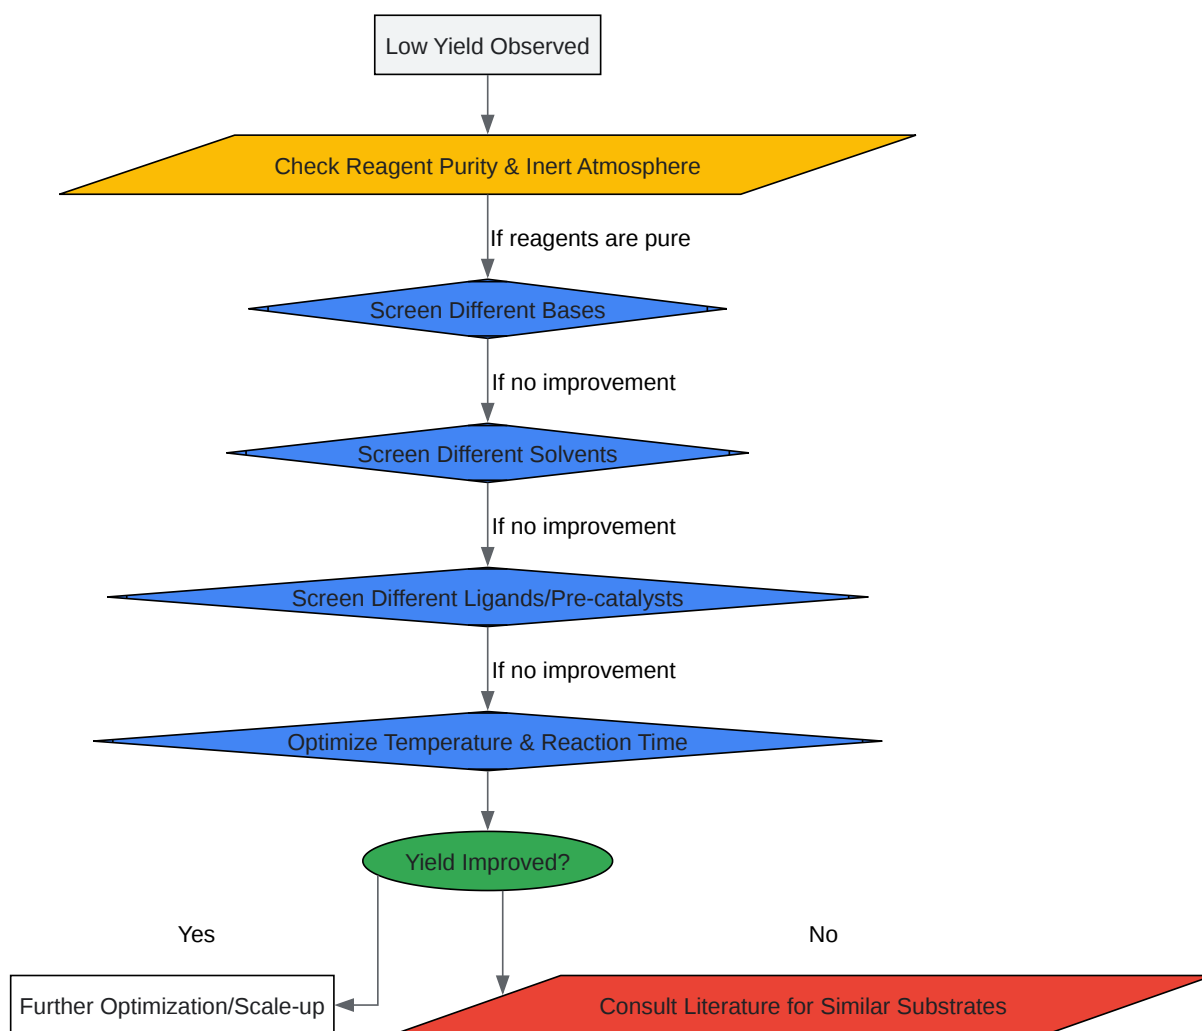 Low Yield Observed
Check Reagent Purity & Inert Atmosphere
If reagents are pure
Screen Different Bases
If no improvement
Screen Different Solvents
If no improvement
Screen Different Ligands/Pre-catalysts
If no improvement
Optimize Temperature & Reaction Time
Yield Improved?
Yes
No
Further Optimization/Scale-up
Consult Literature for Similar Substrates